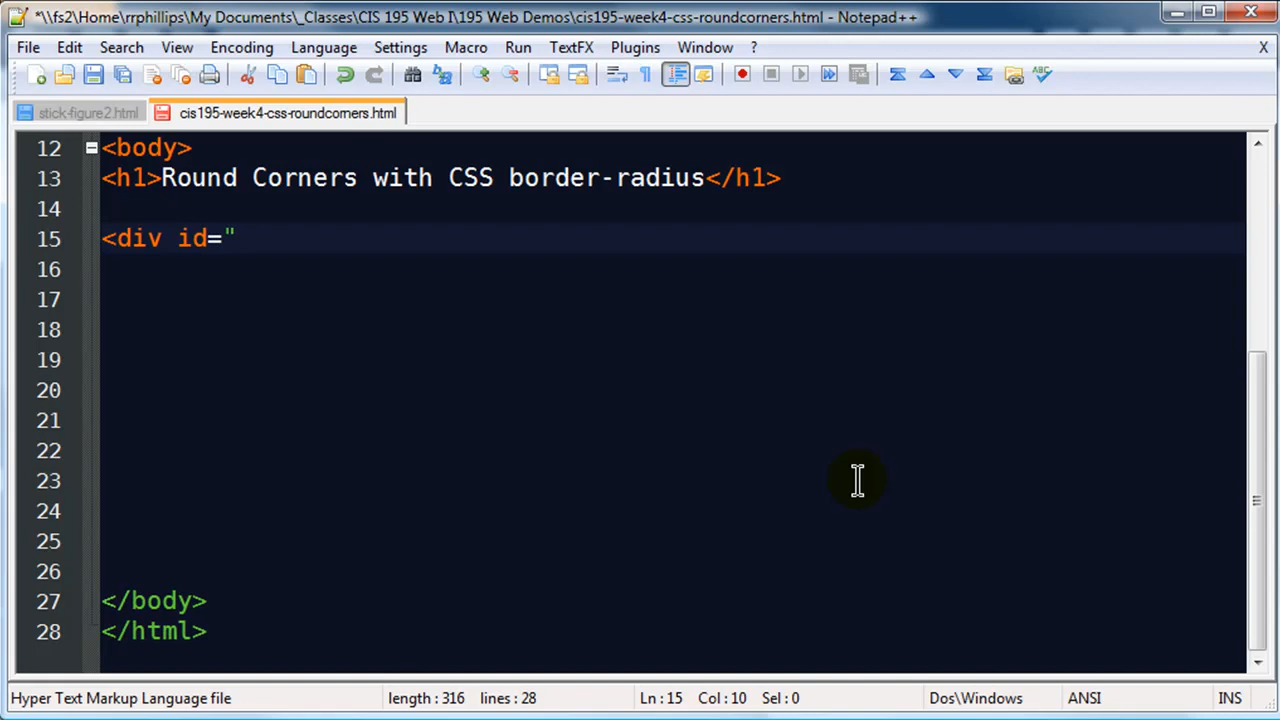 *\\fs2\Home\rrphillips\My Documents\_Classes\CIS 195 Web I\195 Web Demos\cis195-week4-css-roundcorners.html - Notepad++
File Edit Search View Encoding Language Settings Macro Run TextFX Plugins Window ? X
stick-figure2.html cis195-week4-css-roundcorners.html
12 <body>
13 <h1>Round Corners with CSS border-radius</h1>
14
15 <div id="
16
17
18
19
20
21
22
23
24
25
26
27 </body>
28 </html>
Hyper Text Markup Language file length : 316 lines : 28 Ln : 15 Col : 10 Sel : 0 Dos\Windows ANSI INS